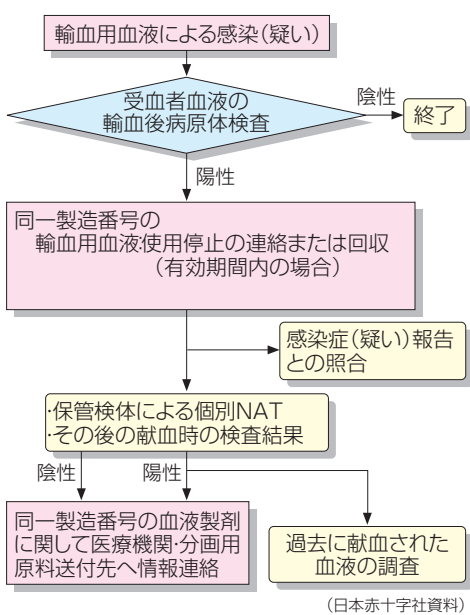 輸血用血液による感染(疑い)
受血者血液の
輸血後病原体検査
陰性
終了
陽性
同一製造番号の
輸血用血液:使用停止の連絡または回収
(有効期間内の場合)
感染症(疑い)報告
との照合
・保管検体による個別NAT
・その後の献血時の検査結果
陰性
陽性
同一製造番号の血液製剤
に関して医療機関・分画用
原料送付先へ情報連絡
過去に献血された
血液の調査
(日本赤十字社資料)